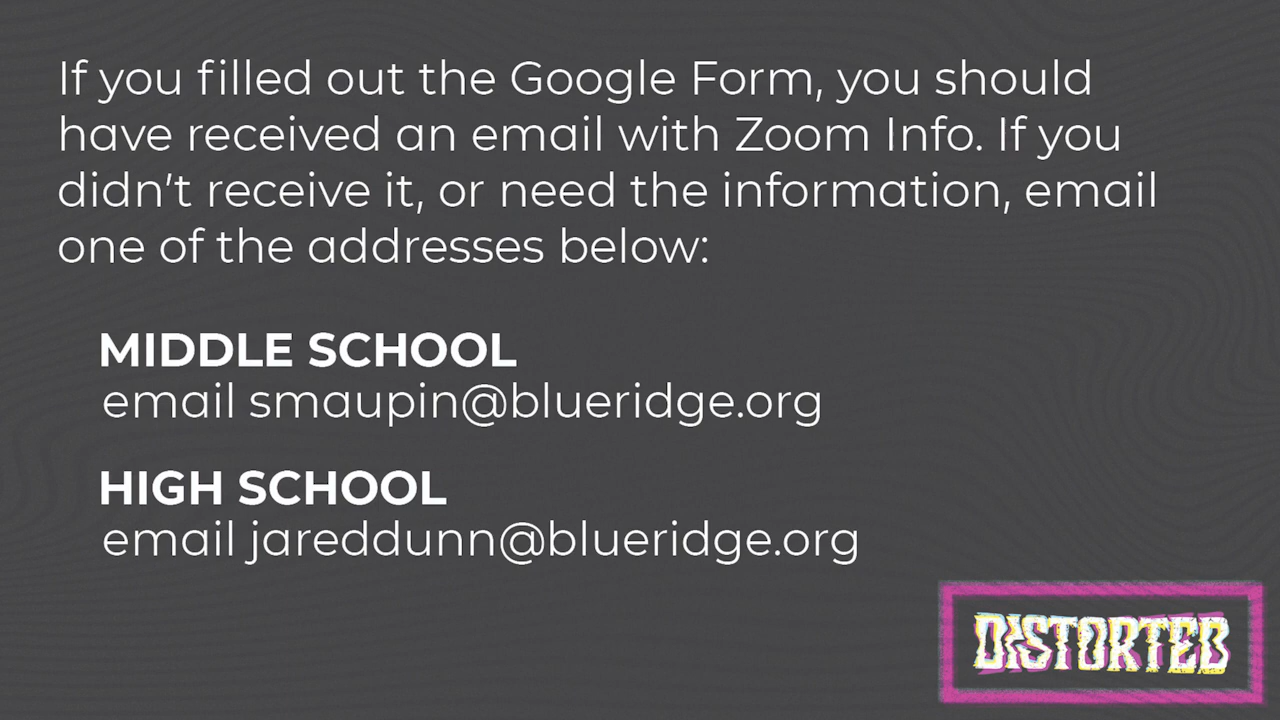 If you filled out the Google Form, you should
have received an email with Zoom Info. If you
didn't receive it, or need the information, email
one of the addresses below:
MIDDLE SCHOOL
email smaupin@blueridge.org
HIGH SCHOOL
email jareddunn@blueridge.org
DISTORTED